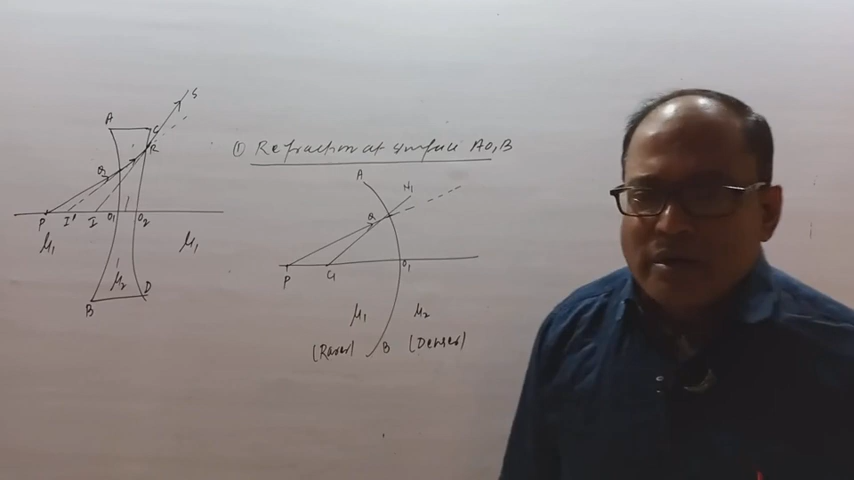 ① Refraction at surface AO₁B
A
C
S
R
Q
P
I'
I
O₁
O₂
μ₁
μ₂
μ₁
B
D
A
N₁
Q
P
C₁
O₁
μ₁
μ₂
(Rarer)
B
(Denser)